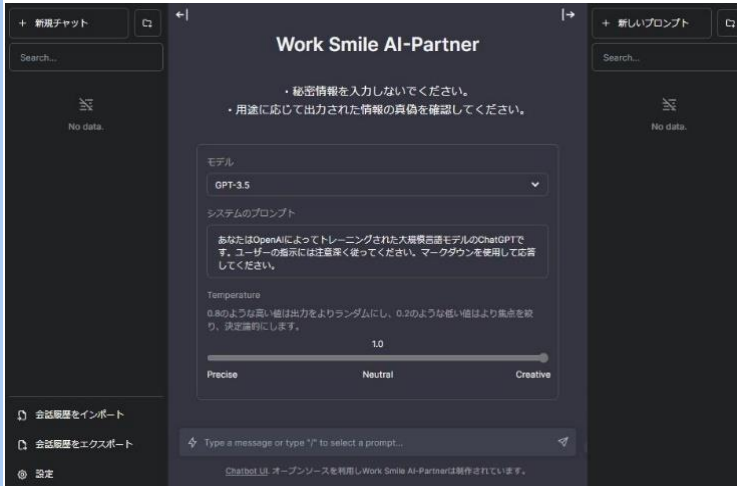 + 新規チャット
Search...
No data.
会話履歴をインポート
会話履歴をエクスポート
設定
Work Smile AI-Partner
・秘密情報を入力しないでください。
・用途に応じて出力された情報の真偽を確認してください。
モデル
GPT-3.5
システムのプロンプト
あなたはOpenAIによってトレーニングされた大規模言語モデルのChatGPTで
す。ユーザーの指示には注意深く従ってください。マークダウンを使用して応答
してください。
Temperature
0.8のような高い値は出力をよりランダムにし、0.2のような低い値はより焦点を絞
り、決定論的にします。
1.0
Precise Neutral Creative
Type a message or type "/" to select a prompt...
Chatbot UI. オープンソースを利用しWork Smile AI-Partnerは制作されています。
+ 新しいプロンプト
Search...
No data.